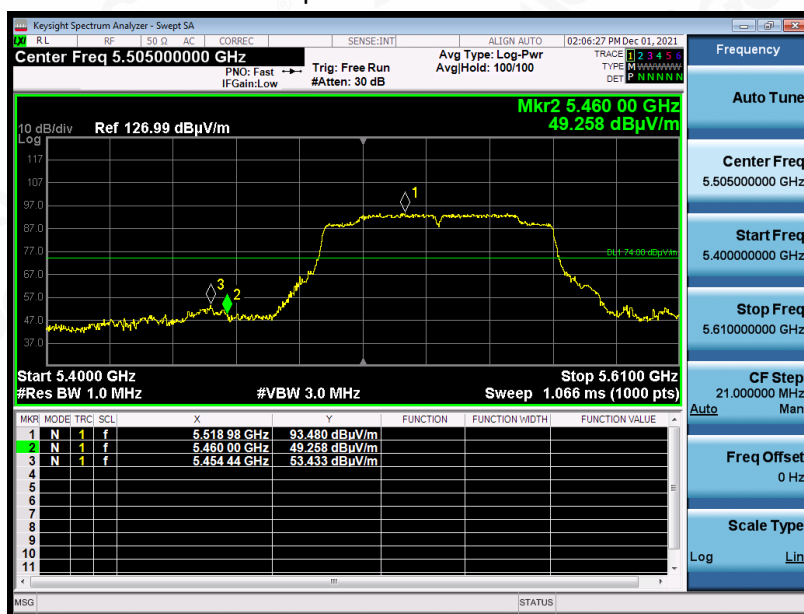 Keysight Spectrum Analyzer - Swept SA
LXI RL RF 50 Ω AC CORREC SENSE:INT ALIGN AUTO 02:06:27 PM Dec 01, 2021
Center Freq 5.505000000 GHz
PNO: Fast
IFGain:Low
Trig: Free Run
#Atten: 30 dB
Avg Type: Log-Pwr
Avg|Hold: 100/100
TRACE 1 2 3 4 5 6
TYPE M WWWWW
DET P N N N N N
Mkr2 5.460 00 GHz
49.258 dBµV/m
10 dB/div Ref 126.99 dBµV/m
Log
117
107
97.0
87.0
77.0
67.0
57.0
47.0
37.0
1
DL1 74.00 dBµV/m
3
2
Start 5.4000 GHz Stop 5.6100 GHz
#Res BW 1.0 MHz #VBW 3.0 MHz Sweep 1.066 ms (1000 pts)
MKR MODE TRC SCL X Y FUNCTION FUNCTION WIDTH FUNCTION VALUE
1 N 1 f 5.518 98 GHz 93.480 dBµV/m
2 N 1 f 5.460 00 GHz 49.258 dBµV/m
3 N 1 f 5.454 44 GHz 53.433 dBµV/m
4
5
6
7
8
9
10
11
MSG STATUS
Frequency
Auto Tune
Center Freq
5.505000000 GHz
Start Freq
5.400000000 GHz
Stop Freq
5.610000000 GHz
CF Step
21.000000 MHz
Auto Man
Freq Offset
0 Hz
Scale Type
Log Lin